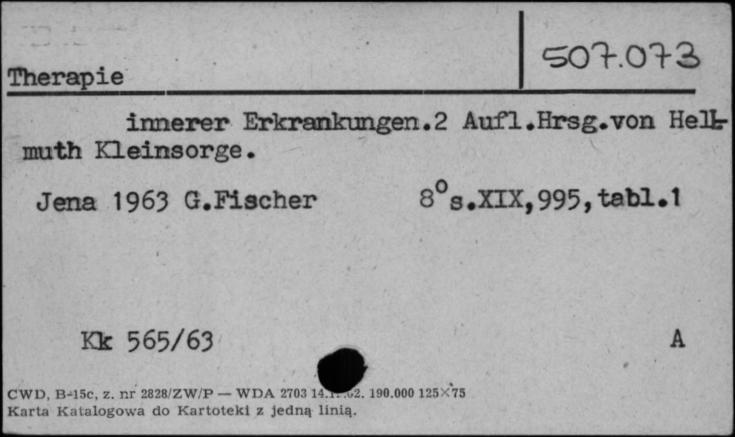 507.073
Therapie
innerer Erkrankungen.2 Aufl.Hrsg.von Hell-
muth Kleinsorge.
Jena 1963 G.Fischer 8° s.XIX,995,tabl.1
Kk 565/63 A
CWD, B-15c, z. nr 2828/ZW/P — WDA 2703 190.000 125×75
Karta Katalogowa do Kartoteki z jedną linią.